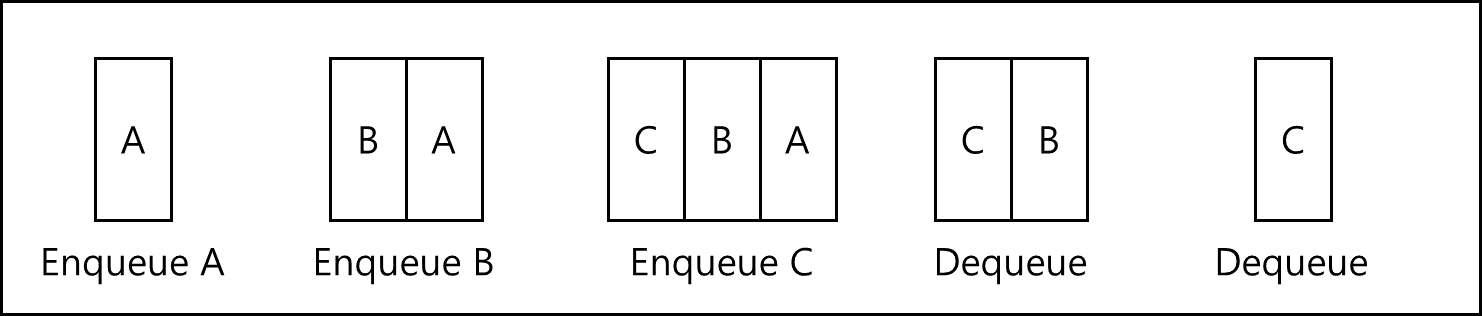 A
B A
C B A
C B
C
Enqueue A
Enqueue B
Enqueue C
Dequeue
Dequeue